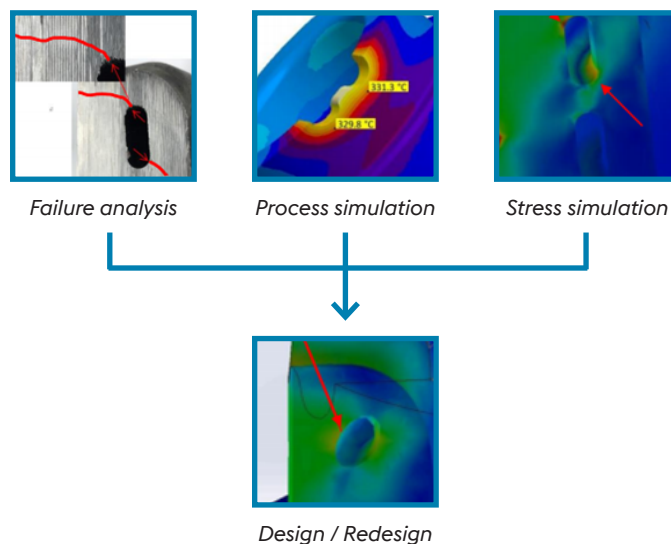 331.3 °C
329.8 °C
Failure analysis
Process simulation
Stress simulation
Design / Redesign